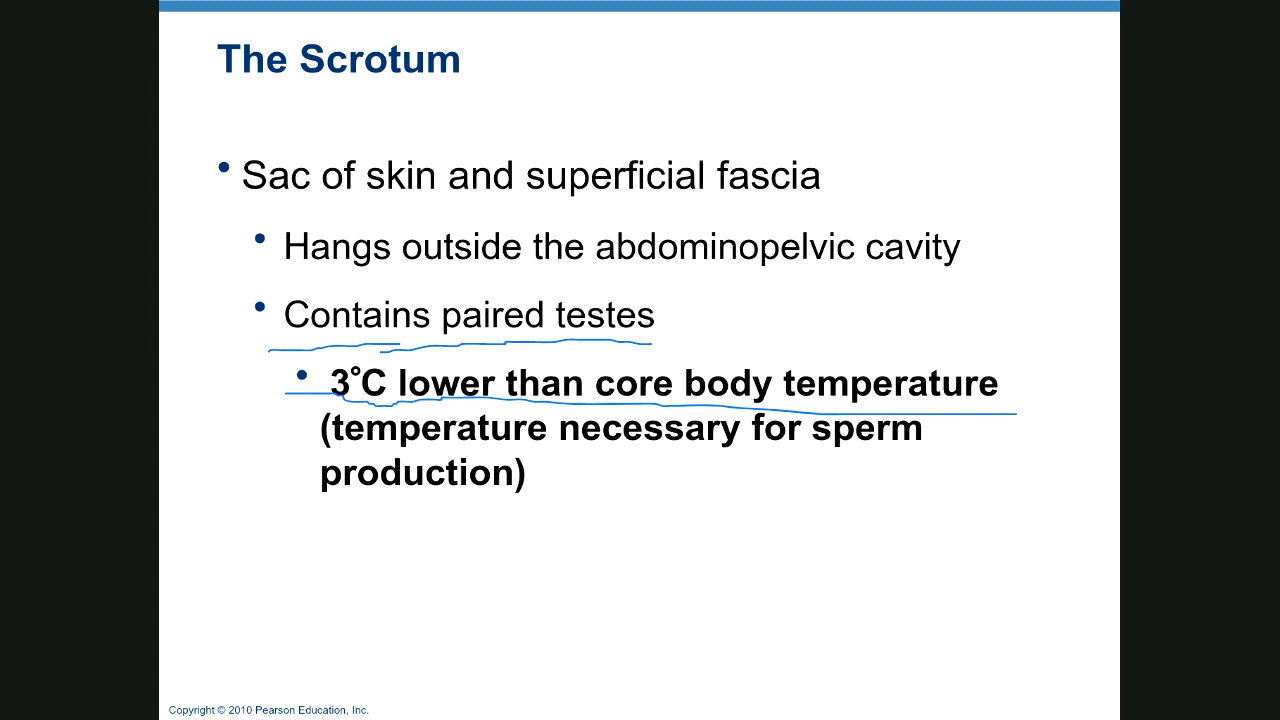 The Scrotum
• Sac of skin and superficial fascia
• Hangs outside the abdominopelvic cavity
• Contains paired testes
• 3˚C lower than core body temperature
(temperature necessary for sperm
production)
Copyright © 2010 Pearson Education, Inc.